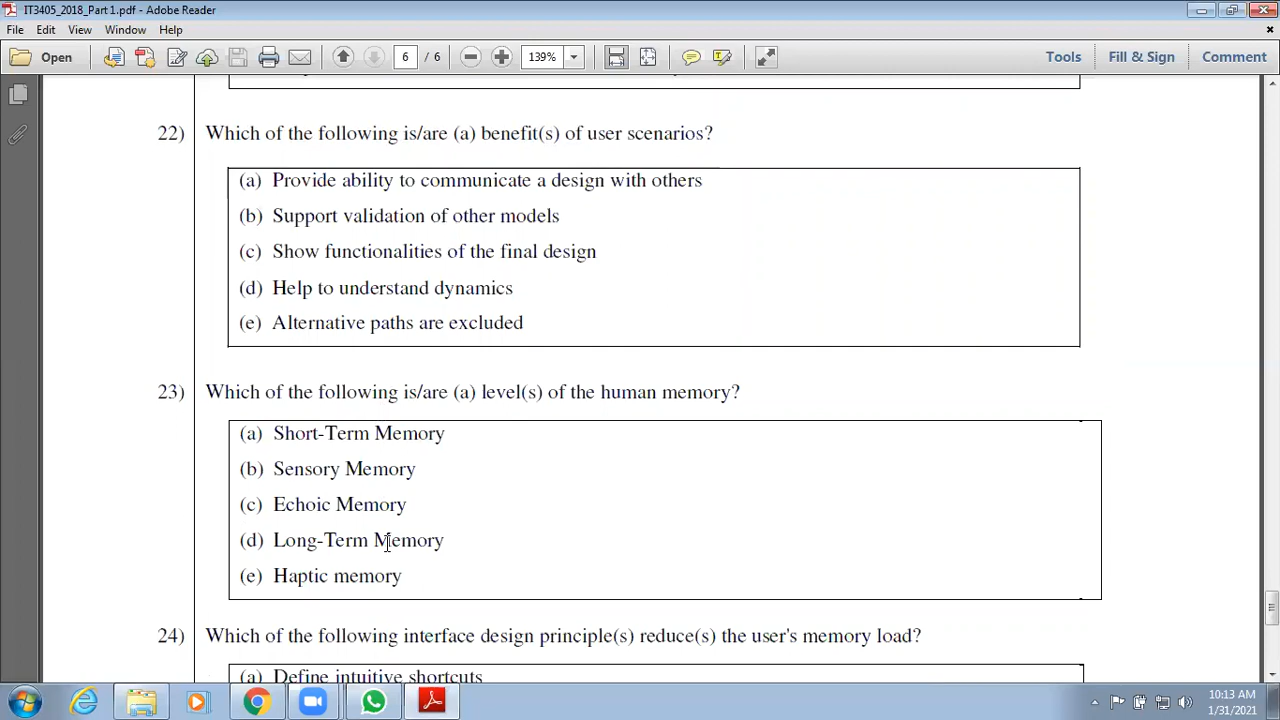 IT3405_2018_Part 1.pdf - Adobe Reader
File Edit View Window Help
Open 6 / 6 139% Tools Fill & Sign Comment
22) Which of the following is/are (a) benefit(s) of user scenarios?
(a) Provide ability to communicate a design with others
(b) Support validation of other models
(c) Show functionalities of the final design
(d) Help to understand dynamics
(e) Alternative paths are excluded
23) Which of the following is/are (a) level(s) of the human memory?
(a) Short-Term Memory
(b) Sensory Memory
(c) Echoic Memory
(d) Long-Term Memory
(e) Haptic memory
24) Which of the following interface design principle(s) reduce(s) the user's memory load?
(a) Define intuitive shortcuts
10:13 AM
1/31/2021